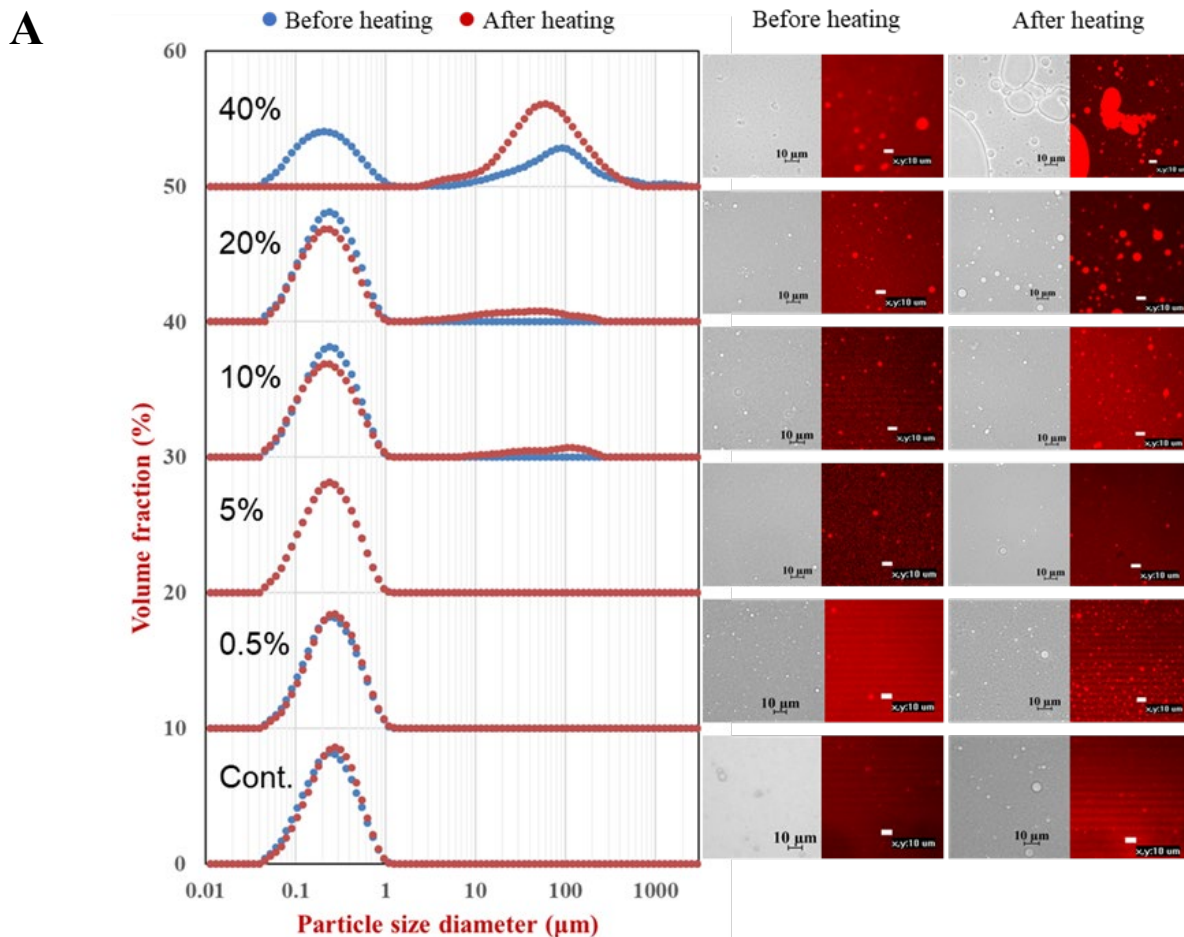 A
Before heating After heating
Before heating After heating
60
40%
10 µm x,y:10 um 10 µm x,y:10 um
50
20%
10 µm x,y:10 um 10 µm x,y:10 um
40
10%
10 µm x,y:10 um 10 µm x,y:10 um
30
5%
10 µm x,y:10 um 10 µm x,y:10 um
20
0.5%
10 µm x,y:10 um 10 µm x,y:10 um
10
Cont.
10 µm x,y:10 um 10 µm x,y:10 um
0
Volume fraction (%)
0.01 0.1 1 10 100 1000
Particle size diameter (µm)